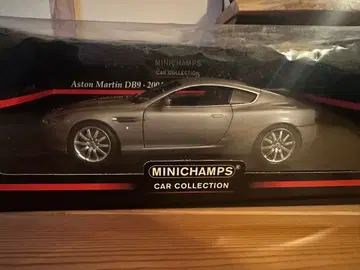 MINICHAMPS
CAR COLLECTION
Aston Martin DB9 -
MINICHAMPS®
CAR COLLECTION